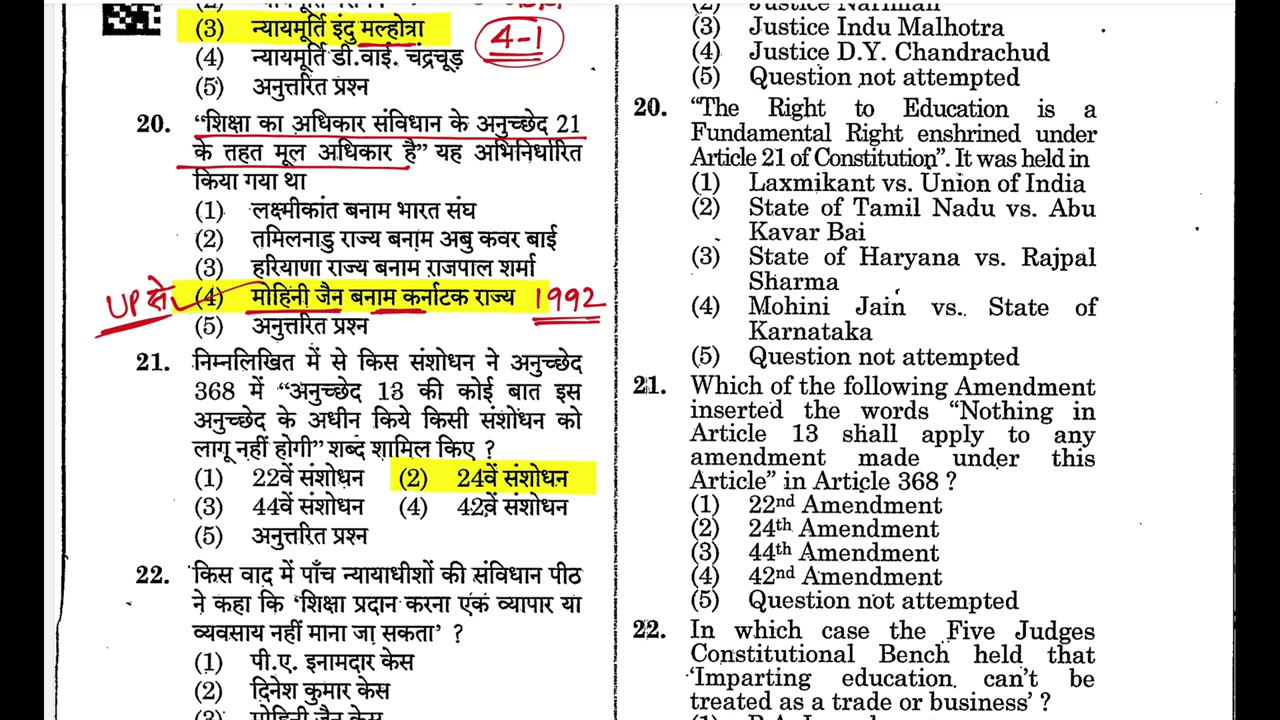 (3) न्यायमूर्ति इंदु मल्होत्रा
4-1
(4) न्यायमूर्ति डी.वाई. चंद्रचूड़
(5) अनुत्तरित प्रश्न
20. “शिक्षा का अधिकार संविधान के अनुच्छेद 21
के तहत मूल अधिकार है” यह अभिनिर्धारित
किया गया था
(1) लक्ष्मीकांत बनाम भारत संघ
(2) तमिलनाडु राज्य बनाम अबु कवर बाई
(3) हरियाणा राज्य बनाम राजपाल शर्मा
UP से (4) मोहिनी जैन बनाम कर्नाटक राज्य 1992
(5) अनुत्तरित प्रश्न
21. निम्नलिखित में से किस संशोधन ने अनुच्छेद
368 में “अनुच्छेद 13 की कोई बात इस
अनुच्छेद के अधीन किये किसी संशोधन को
लागू नहीं होगी” शब्द शामिल किए ?
(1) 22वें संशोधन (2) 24वें संशोधन
(3) 44वें संशोधन (4) 42वें संशोधन
(5) अनुत्तरित प्रश्न
22. किस वाद में पाँच न्यायाधीशों की संविधान पीठ
ने कहा कि ‘शिक्षा प्रदान करना एक व्यापार या
व्यवसाय नहीं माना जा सकता’ ?
(1) पी.ए. इनामदार केस
(2) दिनेश कुमार केस
(3) मोहिनी जैन केस
(2) Justice Nariman
(3) Justice Indu Malhotra
(4) Justice D.Y. Chandrachud
(5) Question not attempted
20. “The Right to Education is a
Fundamental Right enshrined under
Article 21 of Constitution”. It was held in
(1) Laxmikant vs. Union of India
(2) State of Tamil Nadu vs. Abu
Kavar Bai
(3) State of Haryana vs. Rajpal
Sharma
(4) Mohini Jain vs. State of
Karnataka
(5) Question not attempted
21. Which of the following Amendment
inserted the words “Nothing in
Article 13 shall apply to any
amendment made under this
Article” in Article 368 ?
(1) 22nd Amendment
(2) 24th Amendment
(3) 44th Amendment
(4) 42nd Amendment
(5) Question not attempted
22. In which case the Five Judges
Constitutional Bench held that
‘Imparting education can’t be
treated as a trade or business’ ?